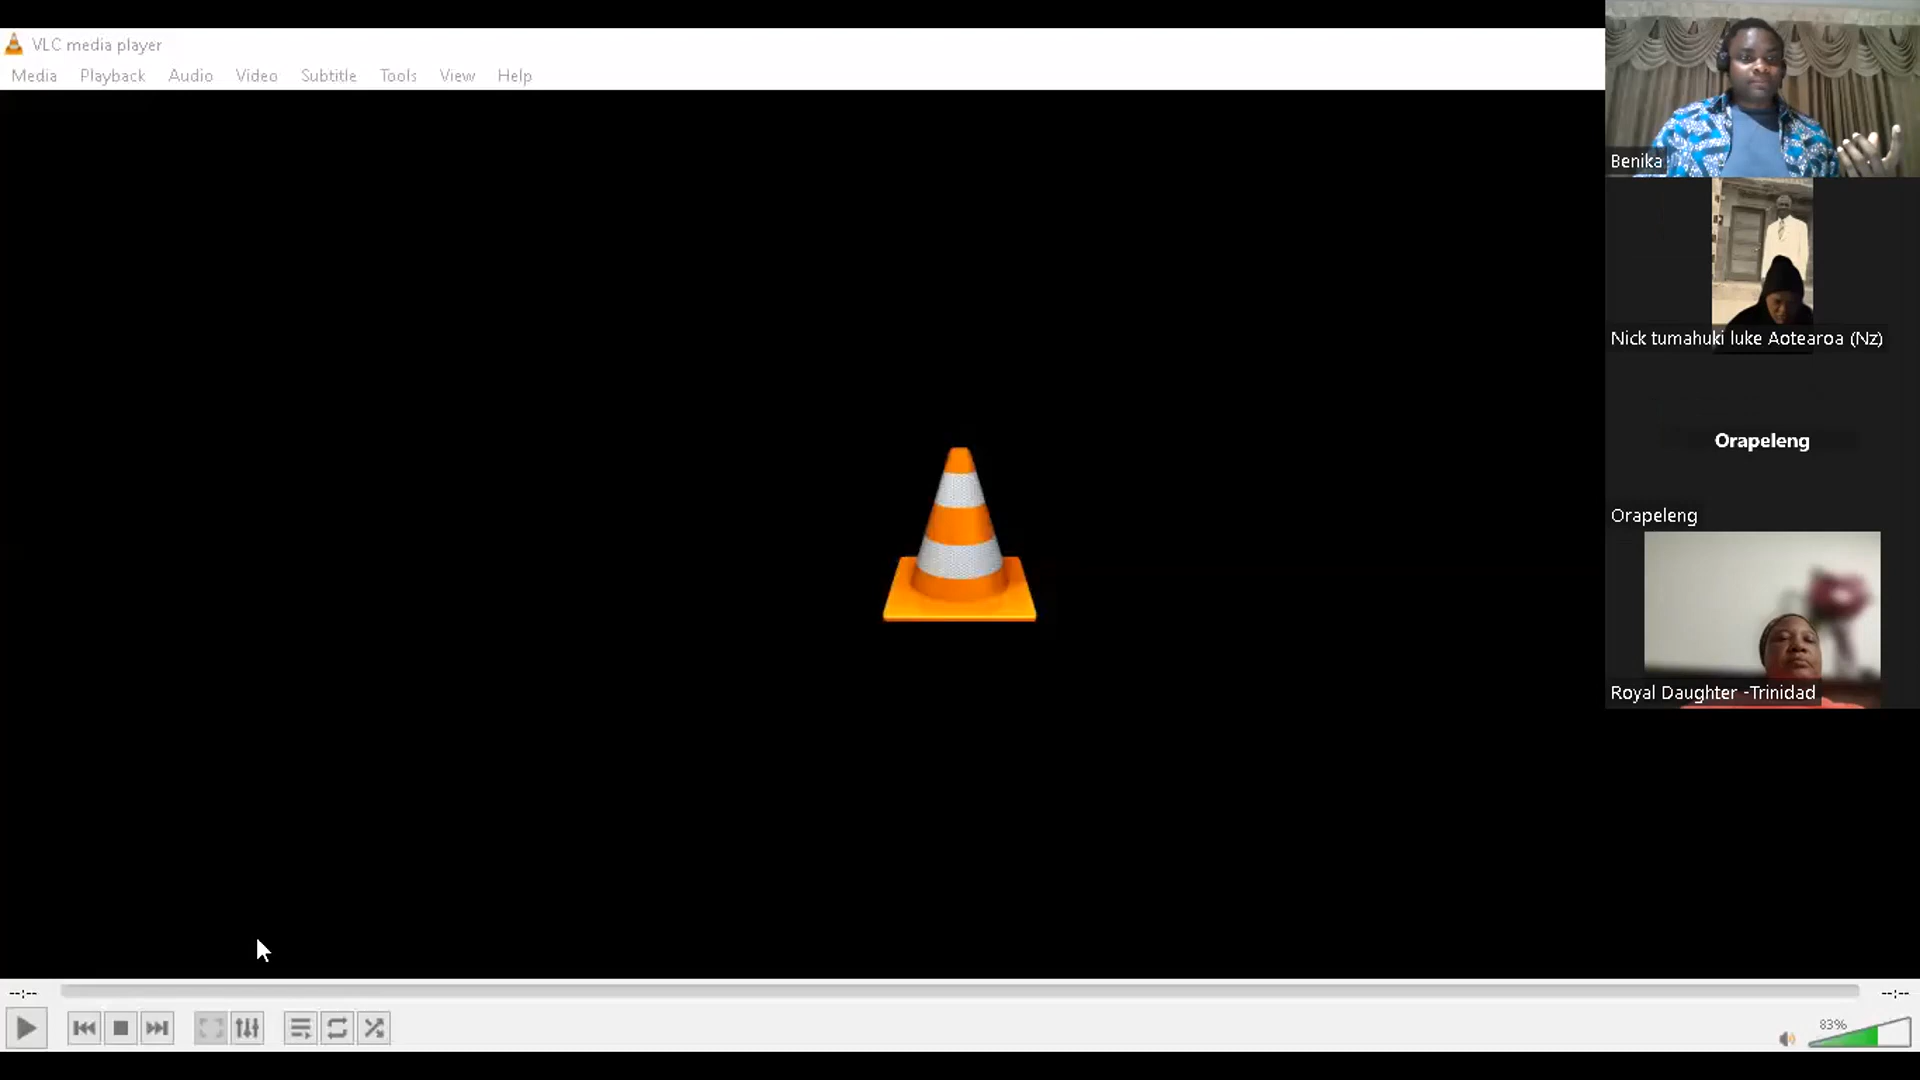 VLC media player
Media Playback Audio Video Subtitle Tools View Help
Benika
Nick tumahuki luke Aotearoa (Nz)
Orapeleng
Orapeleng
Royal Daughter -Trinidad
--:--
--:--
83%